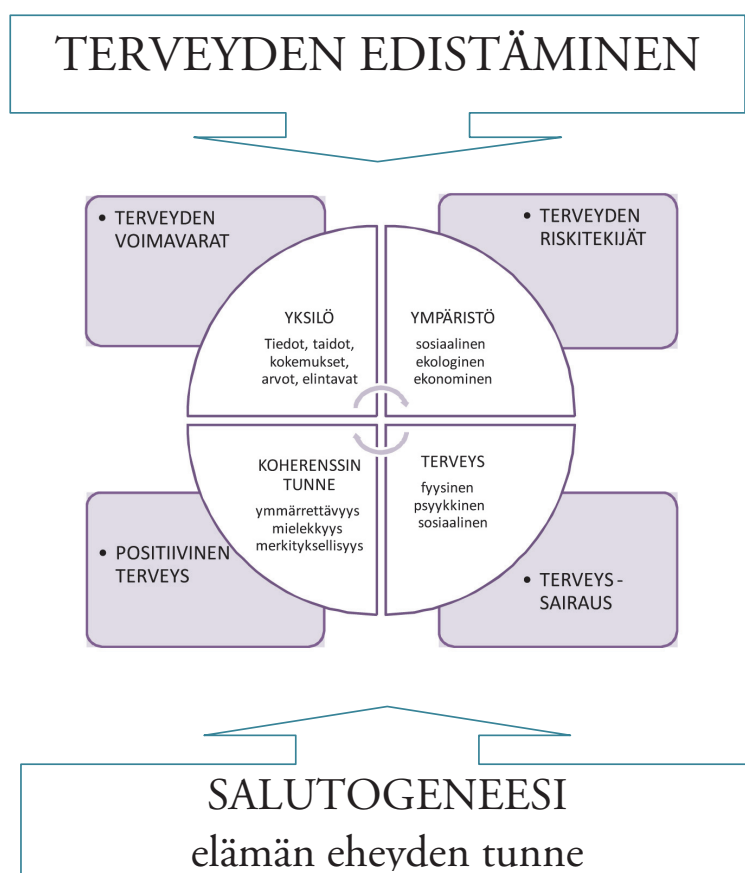 TERVEYDEN EDISTÄMINEN
• TERVEYDEN
VOIMAVARAT
• TERVEYDEN
RISKITEKIJÄT
YKSILÖ
Tiedot, taidot,
kokemukset,
arvot, elintavat
YMPÄRISTÖ
sosiaalinen
ekologinen
ekonominen
KOHERENSSIN
TUNNE
ymmärrettävyys
mielekkyys
merkityksellisyys
TERVEYS
fyysinen
psyykkinen
sosiaalinen
• POSITIIVINEN
TERVEYS
• TERVEYS -
SAIRAUS
SALUTOGENEESI
elämän eheyden tunne